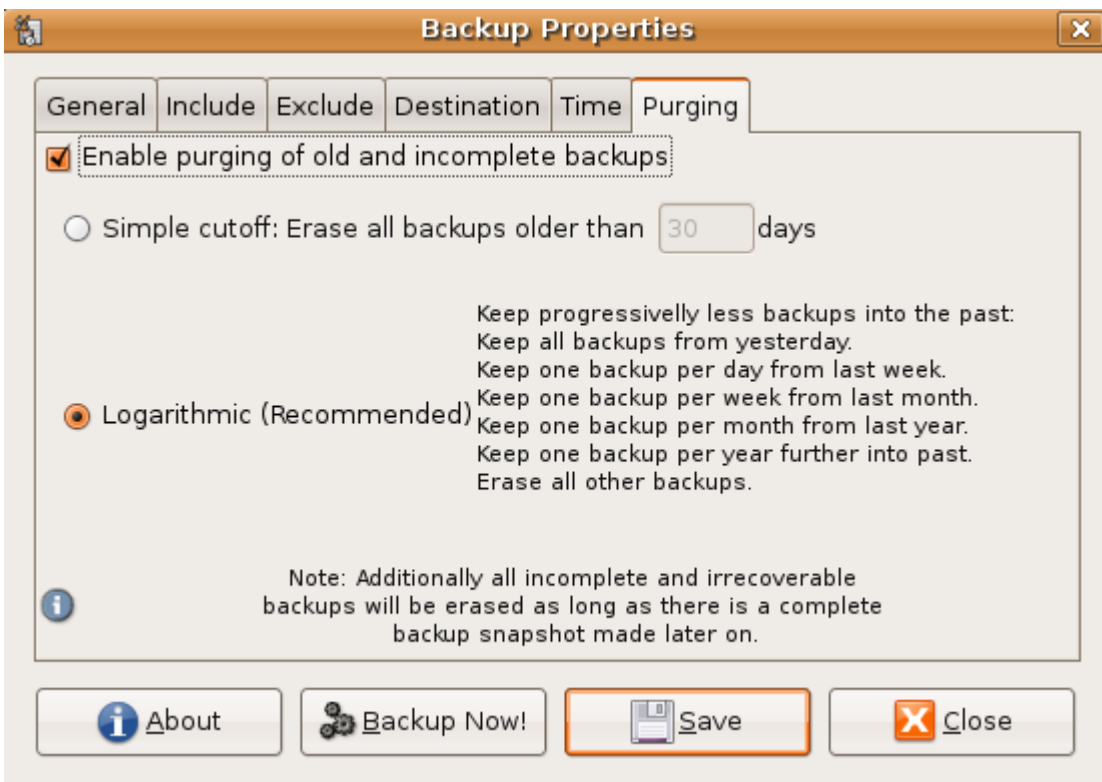 Backup Properties
General Include Exclude Destination Time Purging
Enable purging of old and incomplete backups
Simple cutoff: Erase all backups older than 30 days
Logarithmic (Recommended)
Keep progressivelly less backups into the past:
Keep all backups from yesterday.
Keep one backup per day from last week.
Keep one backup per week from last month.
Keep one backup per month from last year.
Keep one backup per year further into past.
Erase all other backups.
Note: Additionally all incomplete and irrecoverable
backups will be erased as long as there is a complete
backup snapshot made later on.
About Backup Now! Save Close